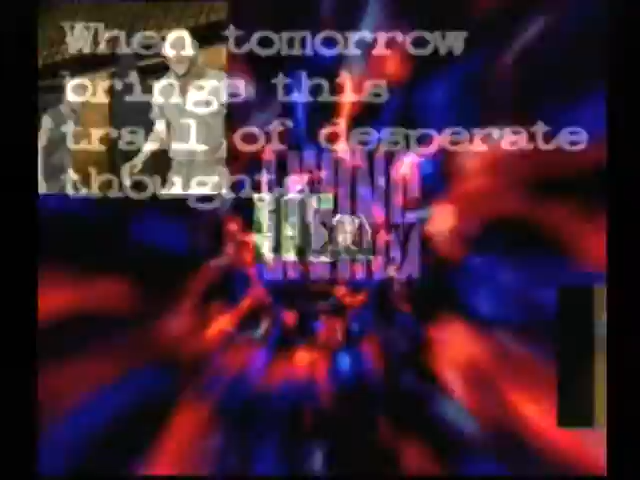 When tomorrow
brings this
trail of desperate
thoughts